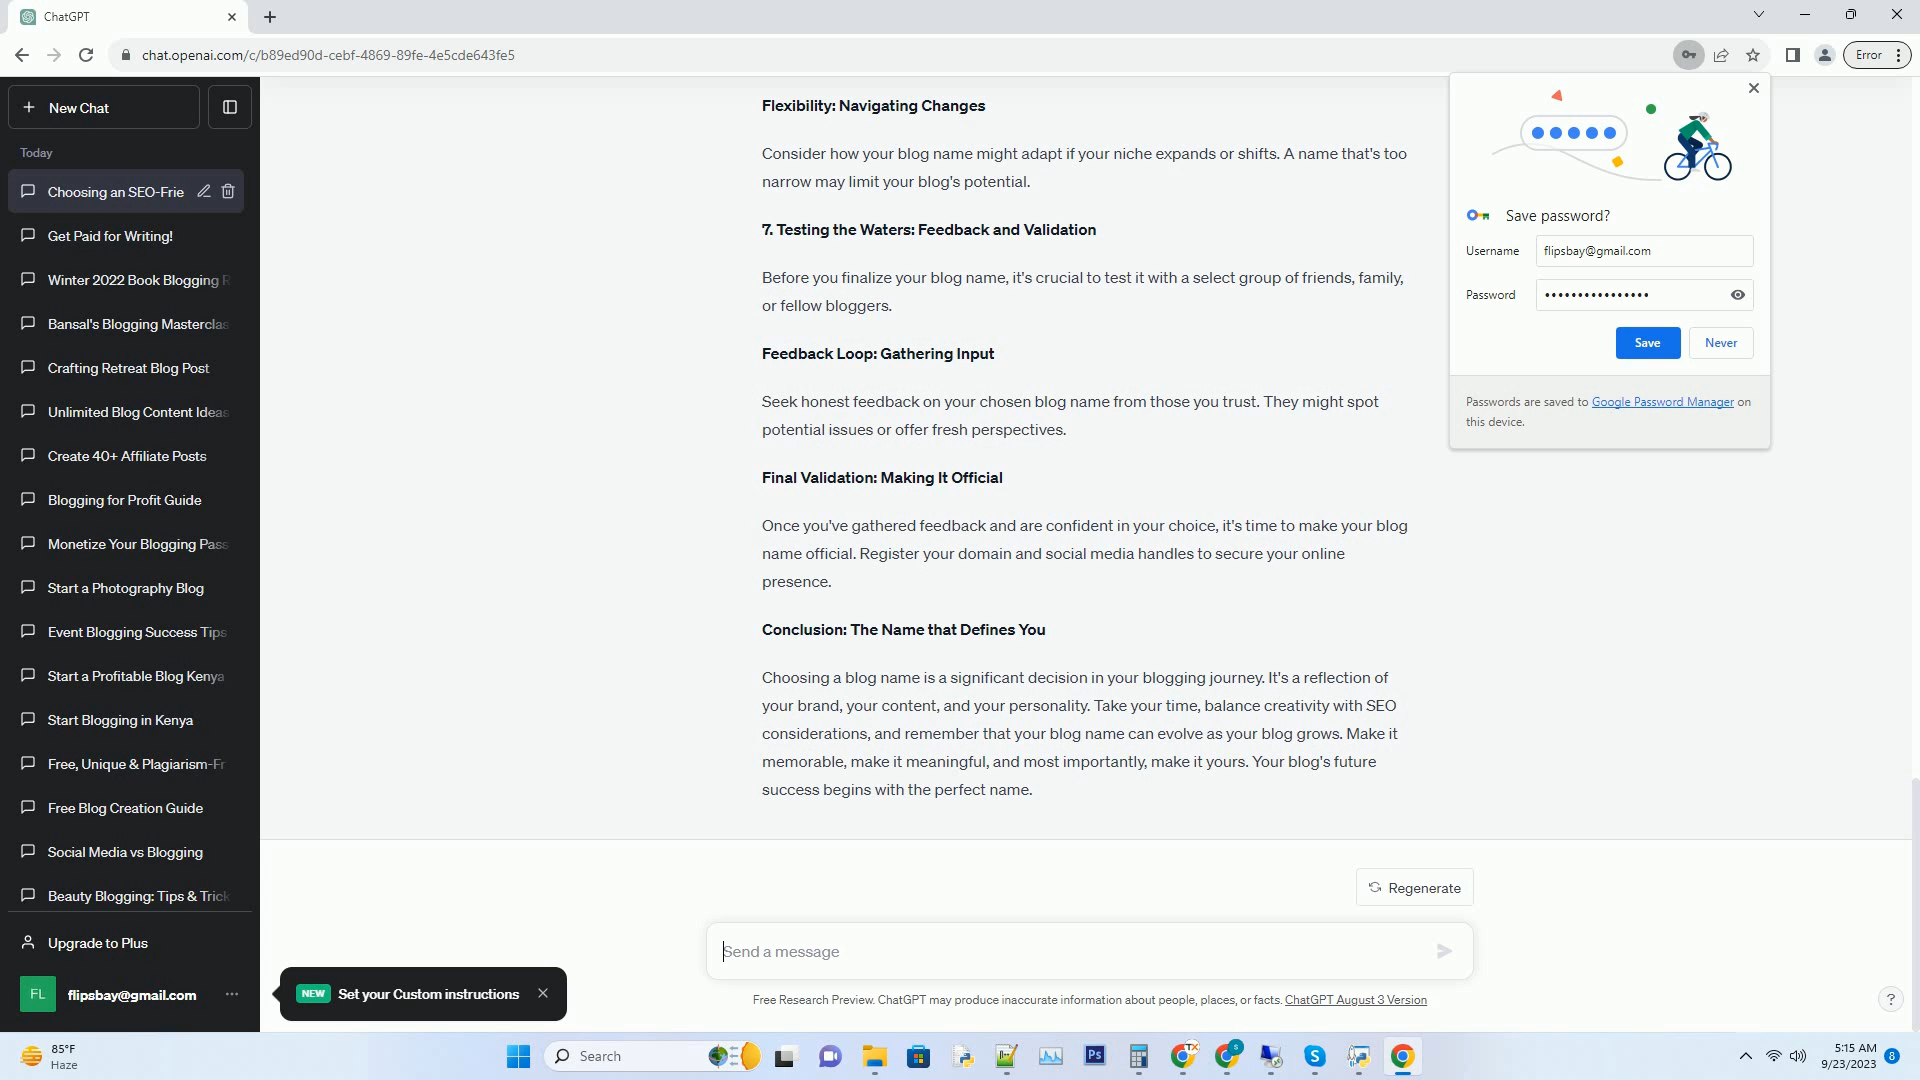 ChatGPT
chat.openai.com/c/b89ed90d-cebf-4869-89fe-4e5cde643fe5
Error
New Chat
Today
Choosing an SEO-Frie
Get Paid for Writing!
Winter 2022 Book Blogging R
Bansal's Blogging Masterclas
Crafting Retreat Blog Post
Unlimited Blog Content Ideas
Create 40+ Affiliate Posts
Blogging for Profit Guide
Monetize Your Blogging Pass
Start a Photography Blog
Event Blogging Success Tips
Start a Profitable Blog Kenya
Start Blogging in Kenya
Free, Unique & Plagiarism-Fr
Free Blog Creation Guide
Social Media vs Blogging
Beauty Blogging: Tips & Trick
Upgrade to Plus
FL
flipsbay@gmail.com
NEW Set your Custom instructions
Flexibility: Navigating Changes
Consider how your blog name might adapt if your niche expands or shifts. A name that's too
narrow may limit your blog's potential.
7. Testing the Waters: Feedback and Validation
Before you finalize your blog name, it's crucial to test it with a select group of friends, family,
or fellow bloggers.
Feedback Loop: Gathering Input
Seek honest feedback on your chosen blog name from those you trust. They might spot
potential issues or offer fresh perspectives.
Final Validation: Making It Official
Once you've gathered feedback and are confident in your choice, it's time to make your blog
name official. Register your domain and social media handles to secure your online
presence.
Conclusion: The Name that Defines You
Choosing a blog name is a significant decision in your blogging journey. It's a reflection of
your brand, your content, and your personality. Take your time, balance creativity with SEO
considerations, and remember that your blog name can evolve as your blog grows. Make it
memorable, make it meaningful, and most importantly, make it yours. Your blog's future
success begins with the perfect name.
Regenerate
Send a message
Free Research Preview. ChatGPT may produce inaccurate information about people, places, or facts. ChatGPT August 3 Version
?
Save password?
Username flipsbay@gmail.com
Password ••••••••••••••••
Save Never
Passwords are saved to Google Password Manager on
this device.
85°F
Haze
Search
Ps
TX
S
5:15 AM
9/23/2023
8